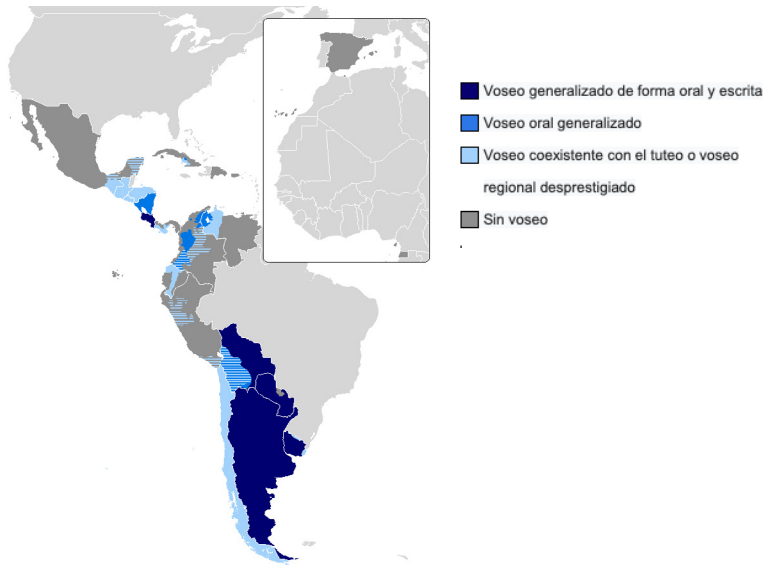 Voseo generalizado de forma oral y escrita
Voseo oral generalizado
Voseo coexistente con el tuteo o voseo
regional desprestigiado
Sin voseo
.